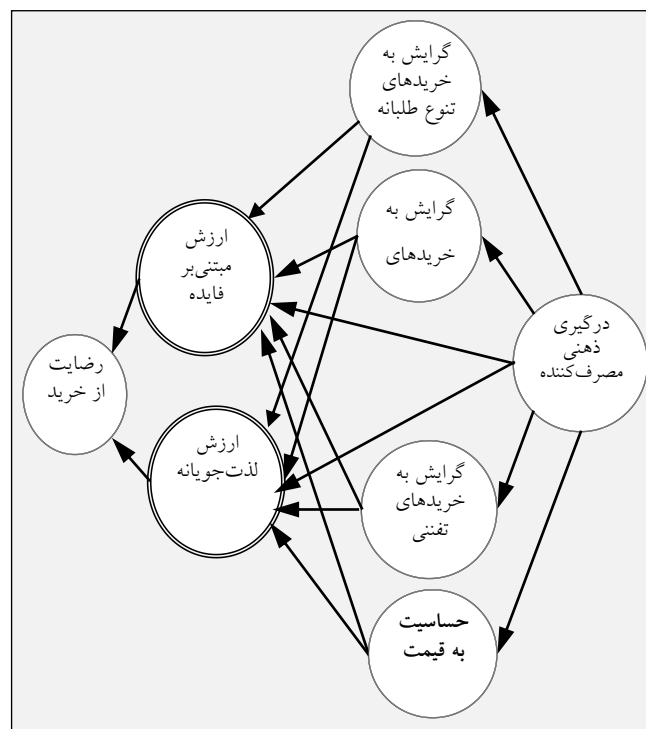 گرایش به
خریدهای
تنوع طلبانه
گرایش به
خریدهای
ارزش
مبتنی‌بر
فایده
درگیری
ذهنی
مصرف‌کننده
رضایت
از خرید
ارزش
لذت‌جویانه
گرایش به
خریدهای
تفننی
حساسیت
به قیمت